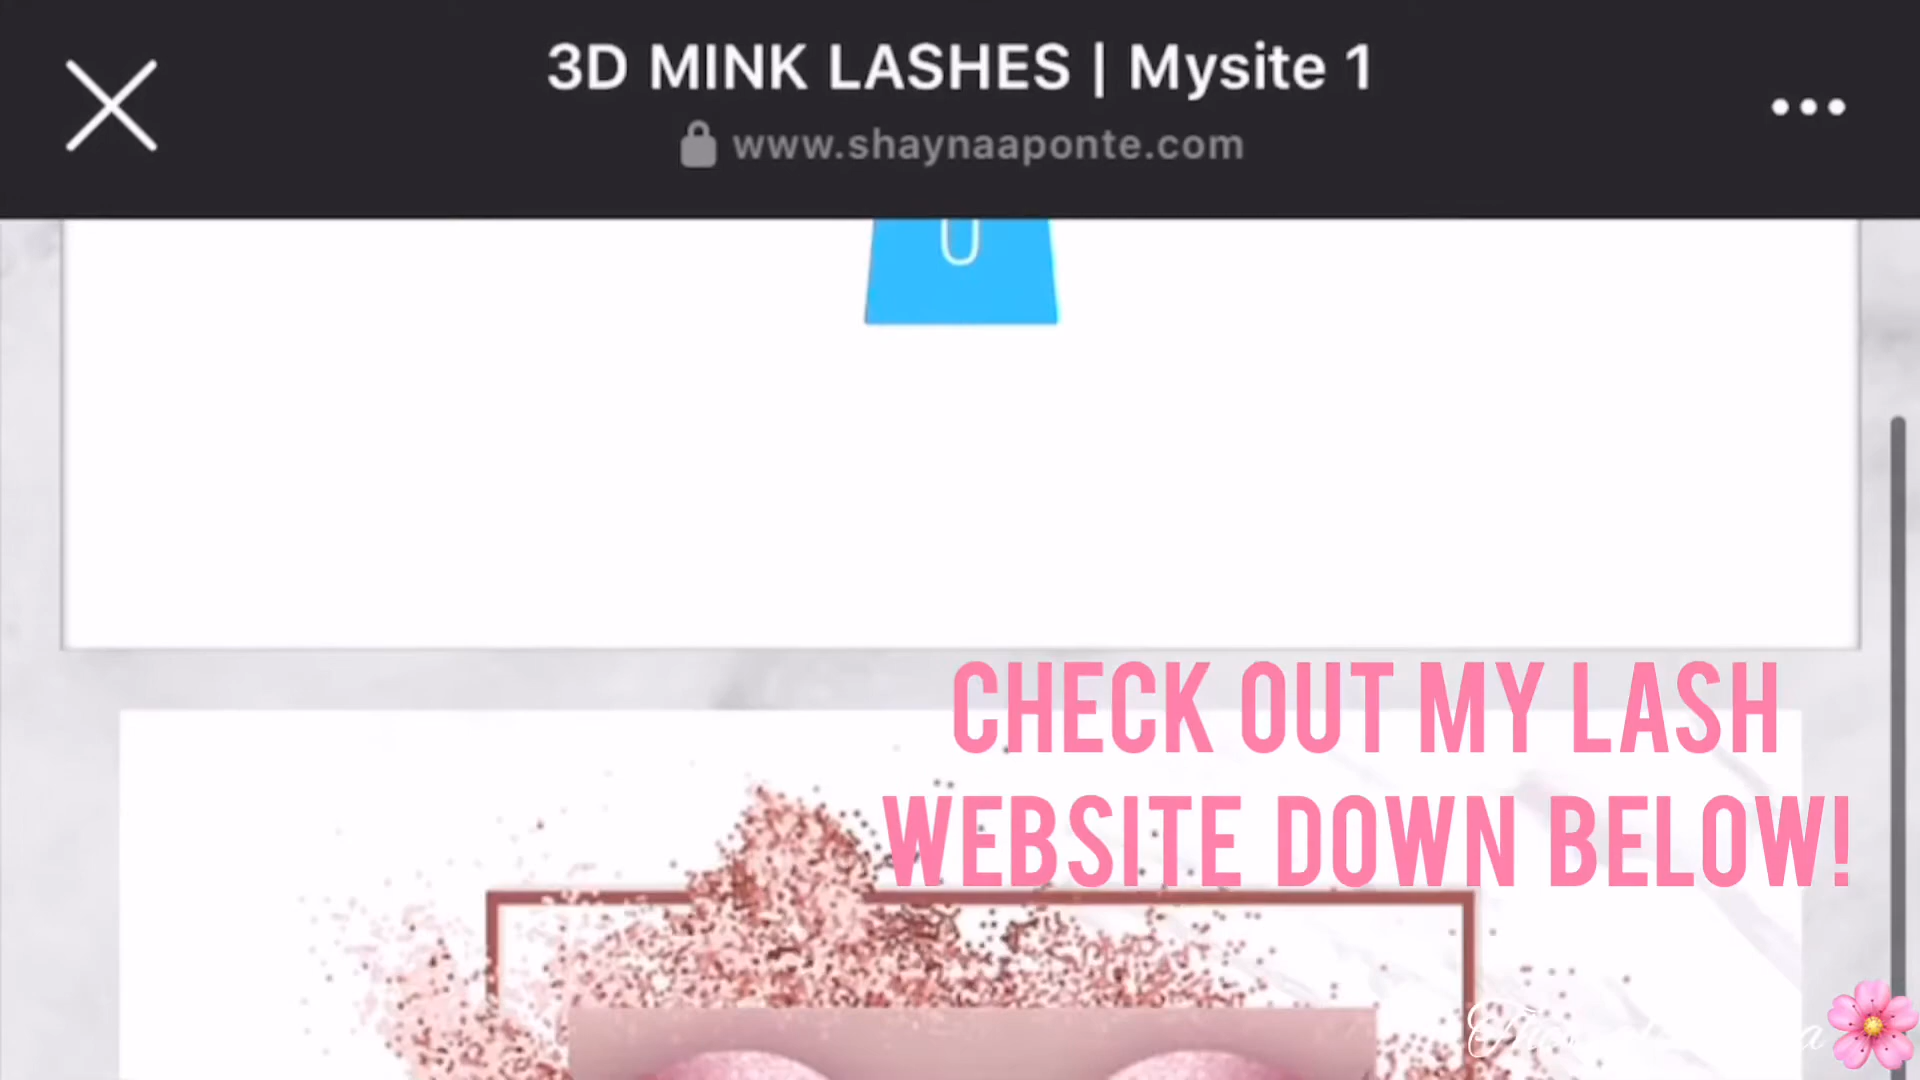 3D MINK LASHES | Mysite 1
www.shaynaaponte.com
CHECK OUT MY LASH
WEBSITE DOWN BELOW!